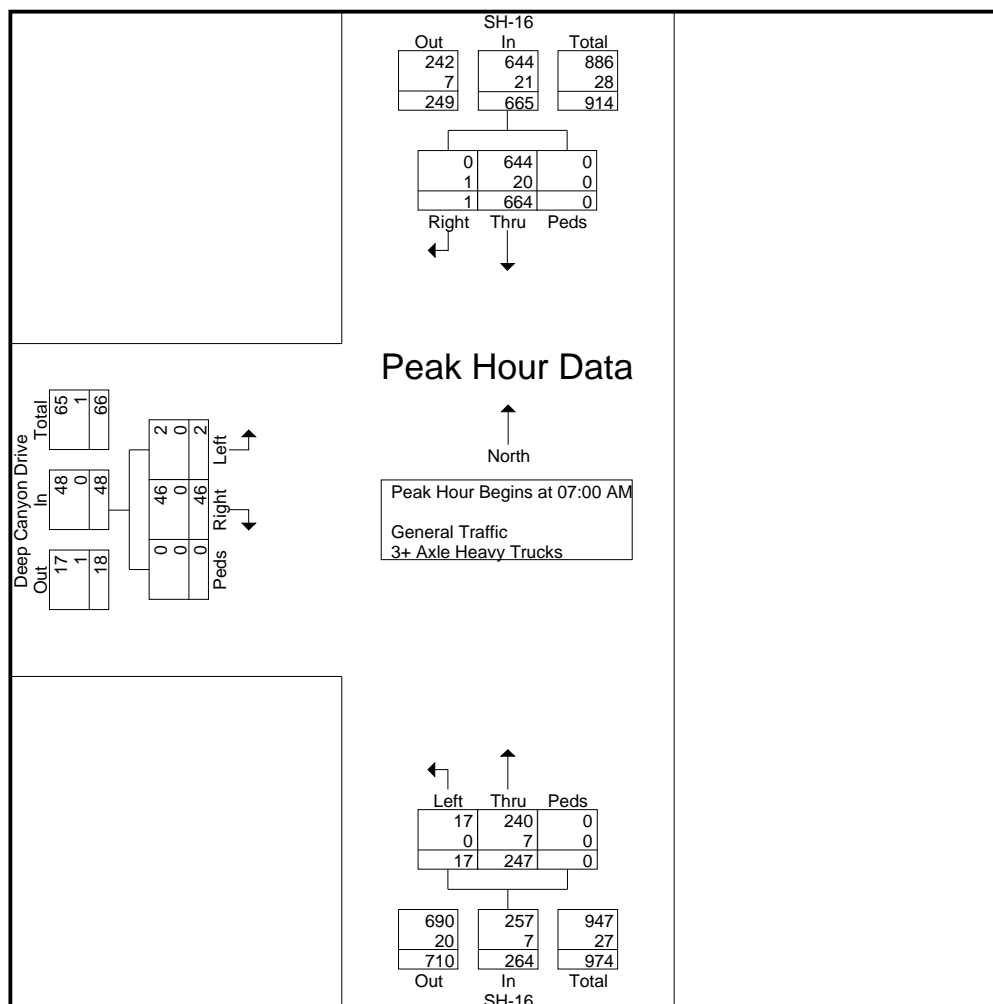 SH-16
Out In Total
242 644 886
7 21 28
249 665 914
0 644 0
1 20 0
1 664 0
Right Thru Peds
Peak Hour Data
North
Peak Hour Begins at 07:00 AM
General Traffic
3+ Axle Heavy Trucks
Deep Canyon Drive
Out In Total
17 48 65
1 0 1
18 48 66
0 46 2
0 0 0
0 46 2
Peds Right Left
Left Thru Peds
17 240 0
0 7 0
17 247 0
690 257 947
20 7 27
710 264 974
Out In Total
SH-16